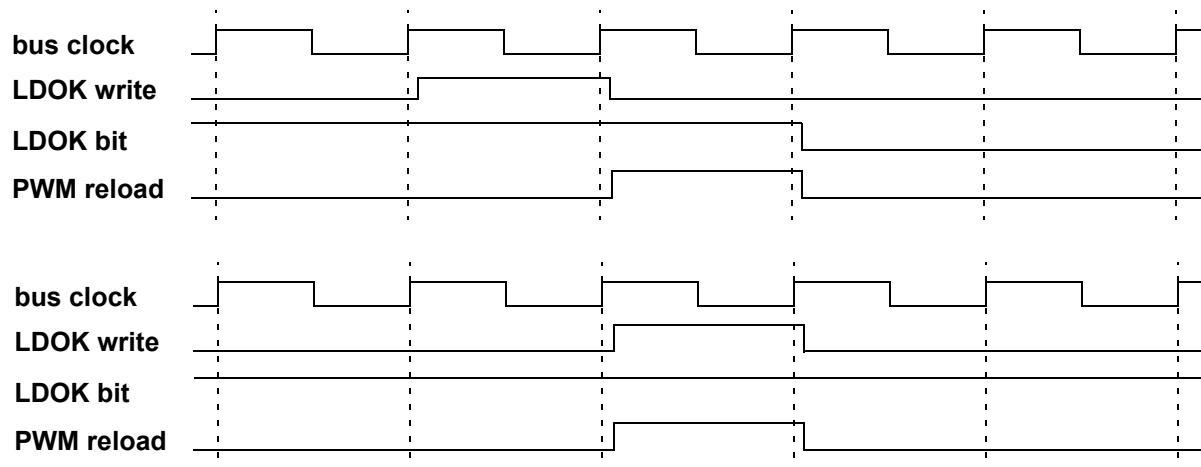 bus clock
LDOK write
LDOK bit
PWM reload
bus clock
LDOK write
LDOK bit
PWM reload